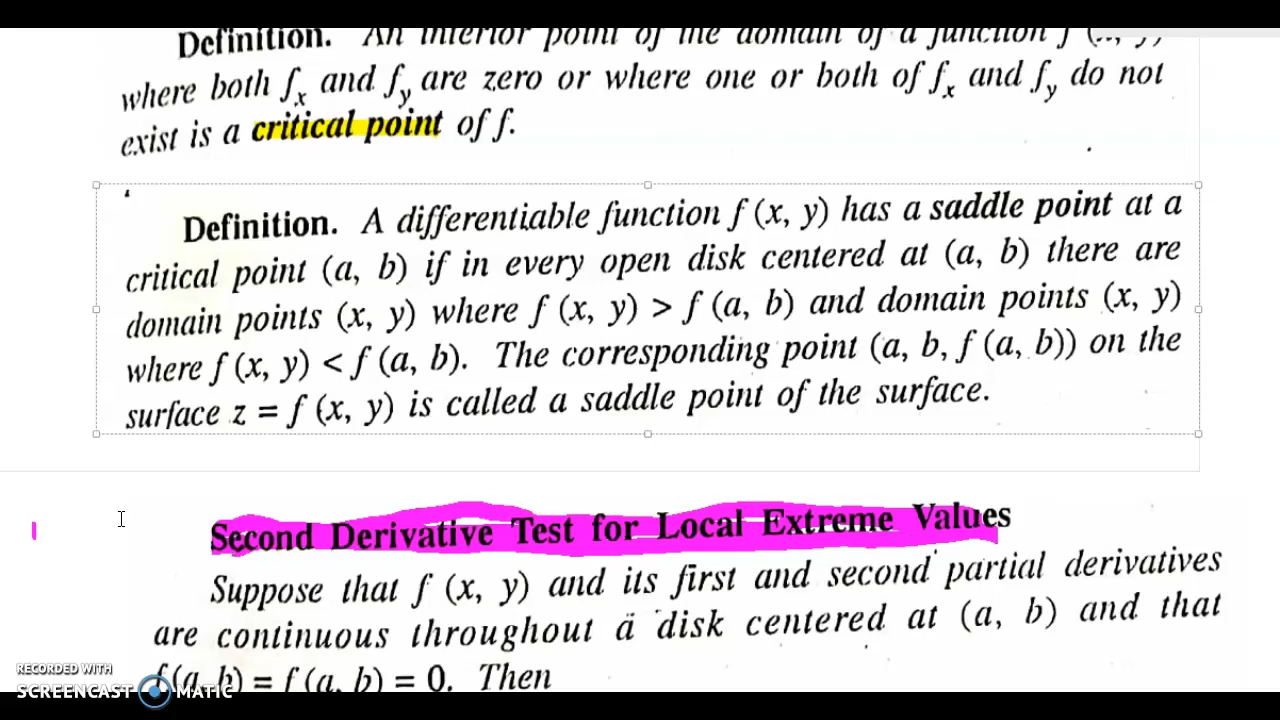 Definition. An interior point of the domain of a function f (x, y)
where both fₓ and f_y are zero or where one or both of fₓ and f_y do not
exist is a critical point of f.
Definition. A differentiable function f (x, y) has a saddle point at a
critical point (a, b) if in every open disk centered at (a, b) there are
domain points (x, y) where f (x, y) > f (a, b) and domain points (x, y)
where f (x, y) < f (a, b). The corresponding point (a, b, f (a, b)) on the
surface z = f (x, y) is called a saddle point of the surface.
Second Derivative Test for Local Extreme Values
Suppose that f (x, y) and its first and second partial derivatives
are continuous throughout a disk centered at (a, b) and that
(a, b) = f (a, b) = 0. Then
RECORDED WITH
SCREENCAST MATIC